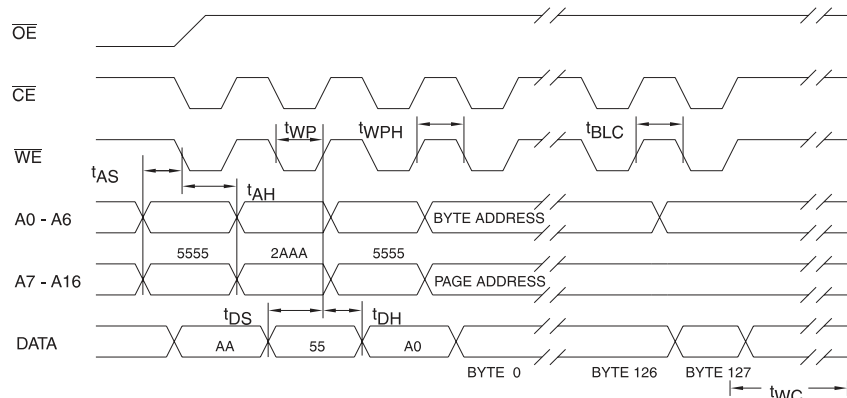 OE
CE
tWP
tWPH
tBLC
WE
tAS
tAH
A0 - A6
BYTE ADDRESS
5555
2AAA
5555
A7 - A16
PAGE ADDRESS
tDS
tDH
DATA
AA
55
A0
BYTE 0
BYTE 126
BYTE 127
tWC